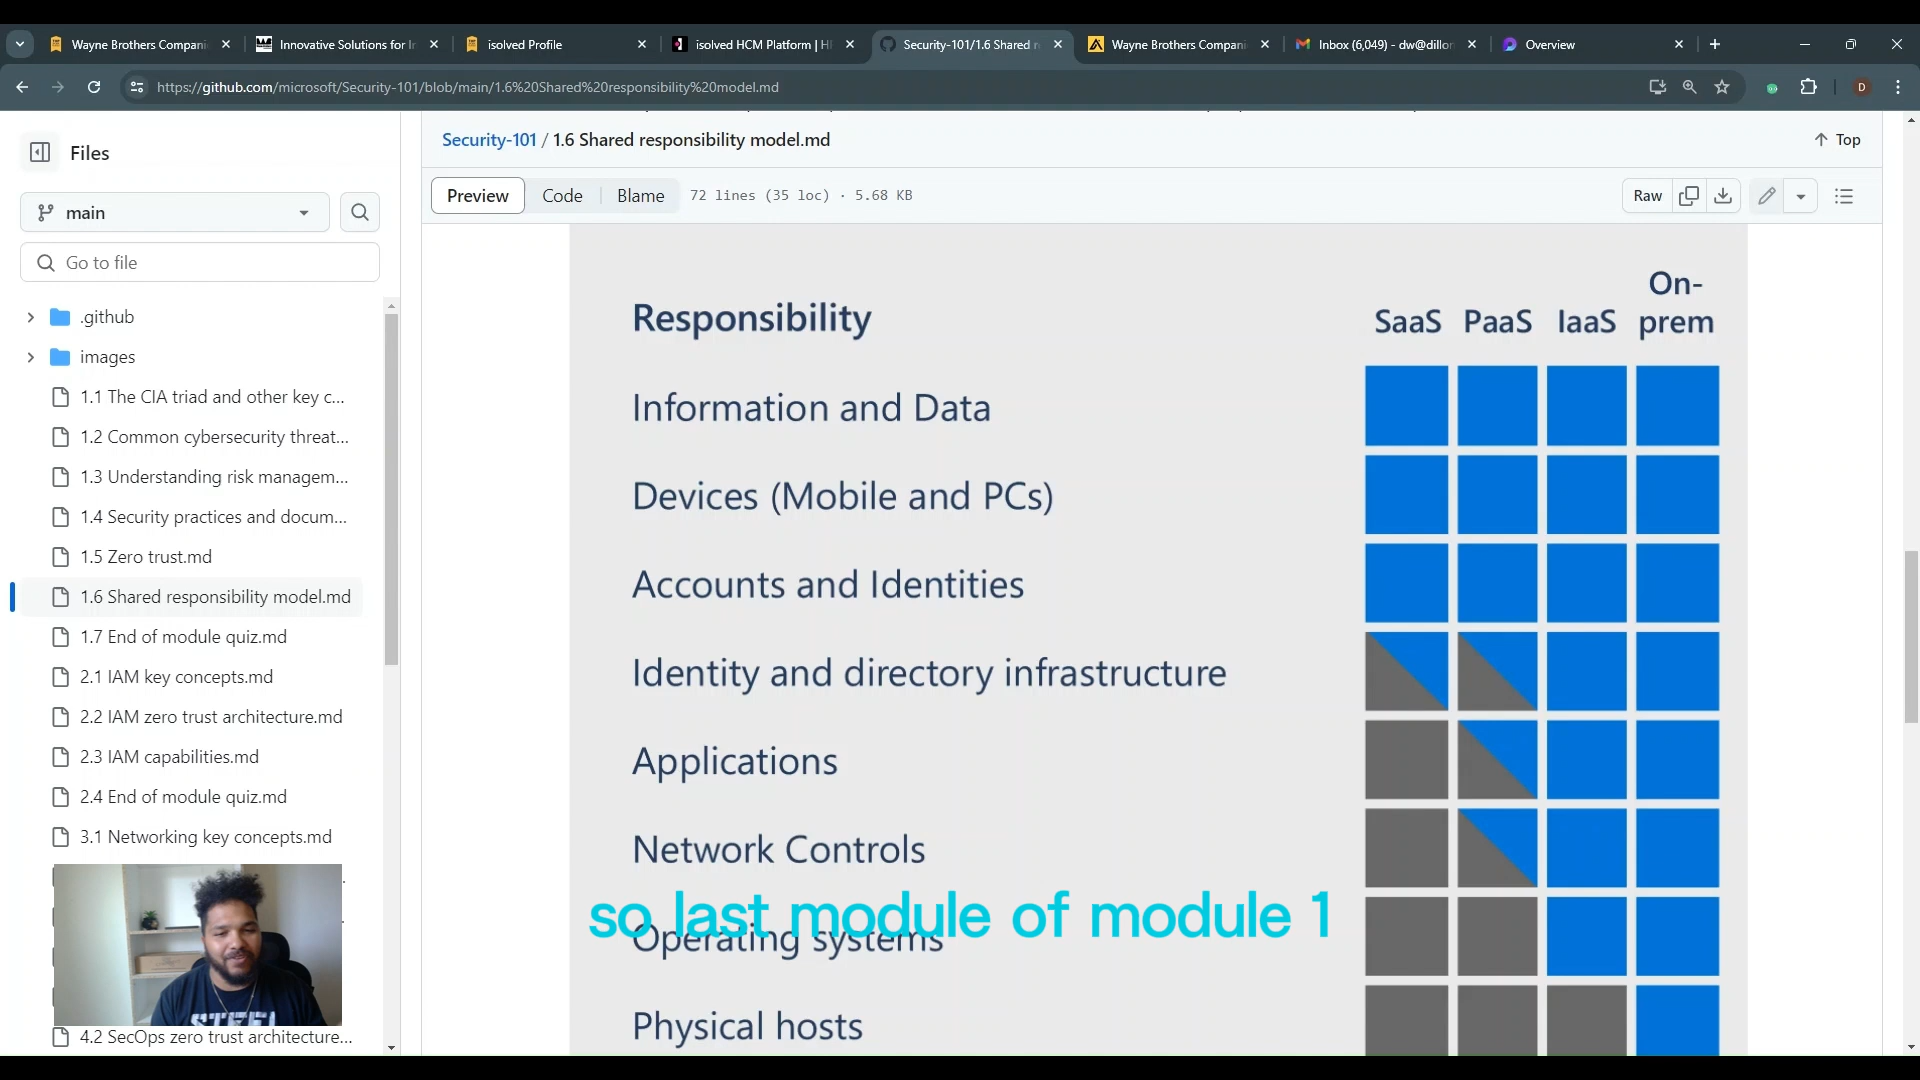 Wayne Brothers Compani
Innovative Solutions for I
isolved Profile
isolved HCM Platform | H
Security-101/1.6 Shared r
Wayne Brothers Compani
Inbox (6,049) - dw@dillo
Overview
https://github.com/microsoft/Security-101/blob/main/1.6%20Shared%20responsibility%20model.md
D
Files
main
Go to file
.github
images
1.1 The CIA triad and other key c...
1.2 Common cybersecurity threat...
1.3 Understanding risk managem...
1.4 Security practices and docum...
1.5 Zero trust.md
1.6 Shared responsibility model.md
1.7 End of module quiz.md
2.1 IAM key concepts.md
2.2 IAM zero trust architecture.md
2.3 IAM capabilities.md
2.4 End of module quiz.md
3.1 Networking key concepts.md
4.2 SecOps zero trust architecture...
Security-101 / 1.6 Shared responsibility model.md
Top
Preview Code Blame 72 lines (35 loc) · 5.68 KB
Raw
Responsibility
SaaS PaaS IaaS On-
prem
Information and Data
Devices (Mobile and PCs)
Accounts and Identities
Identity and directory infrastructure
Applications
Network Controls
so last module of module 1
Operating systems
Physical hosts